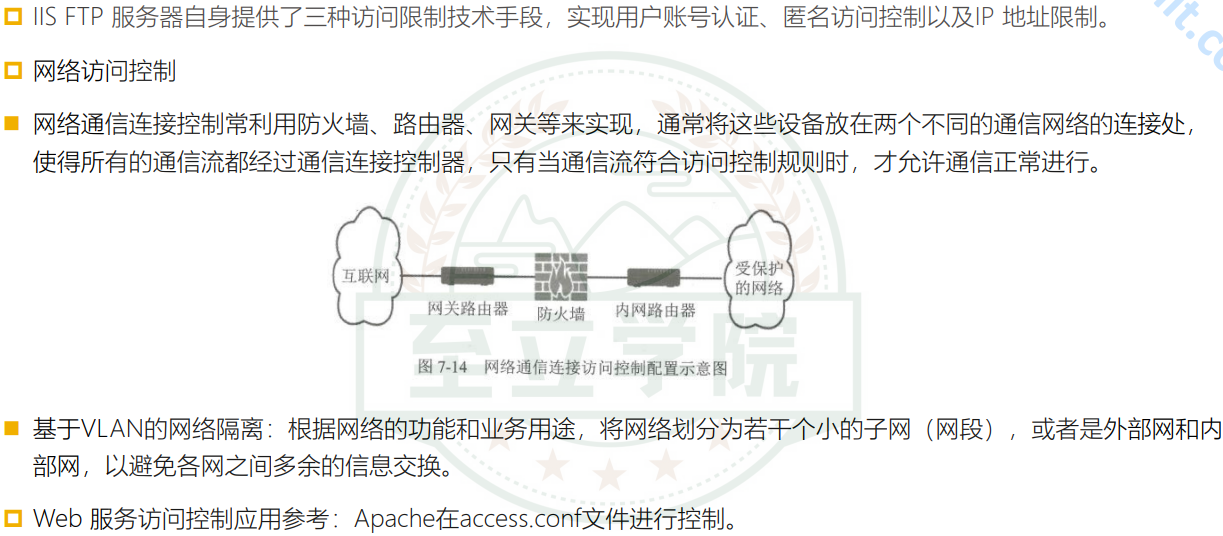 IIS FTP 服务器自身提供了三种访问限制技术手段，实现用户账号认证、匿名访问控制以及IP 地址限制。
网络访问控制
网络通信连接控制常利用防火墙、路由器、网关等来实现，通常将这些设备放在两个不同的通信网络的连接处，
使得所有的通信流都经过通信连接控制器，只有当通信流符合访问控制规则时，才允许通信正常进行。
互联网
网关路由器
防火墙
内网路由器
受保护
的网络
至立学院
图 7-14 网络通信连接访问控制配置示意图
基于VLAN的网络隔离：根据网络的功能和业务用途，将网络划分为若干个小的子网（网段），或者是外部网和内
部网，以避免各网之间多余的信息交换。
Web 服务访问控制应用参考：Apache在access.conf文件进行控制。